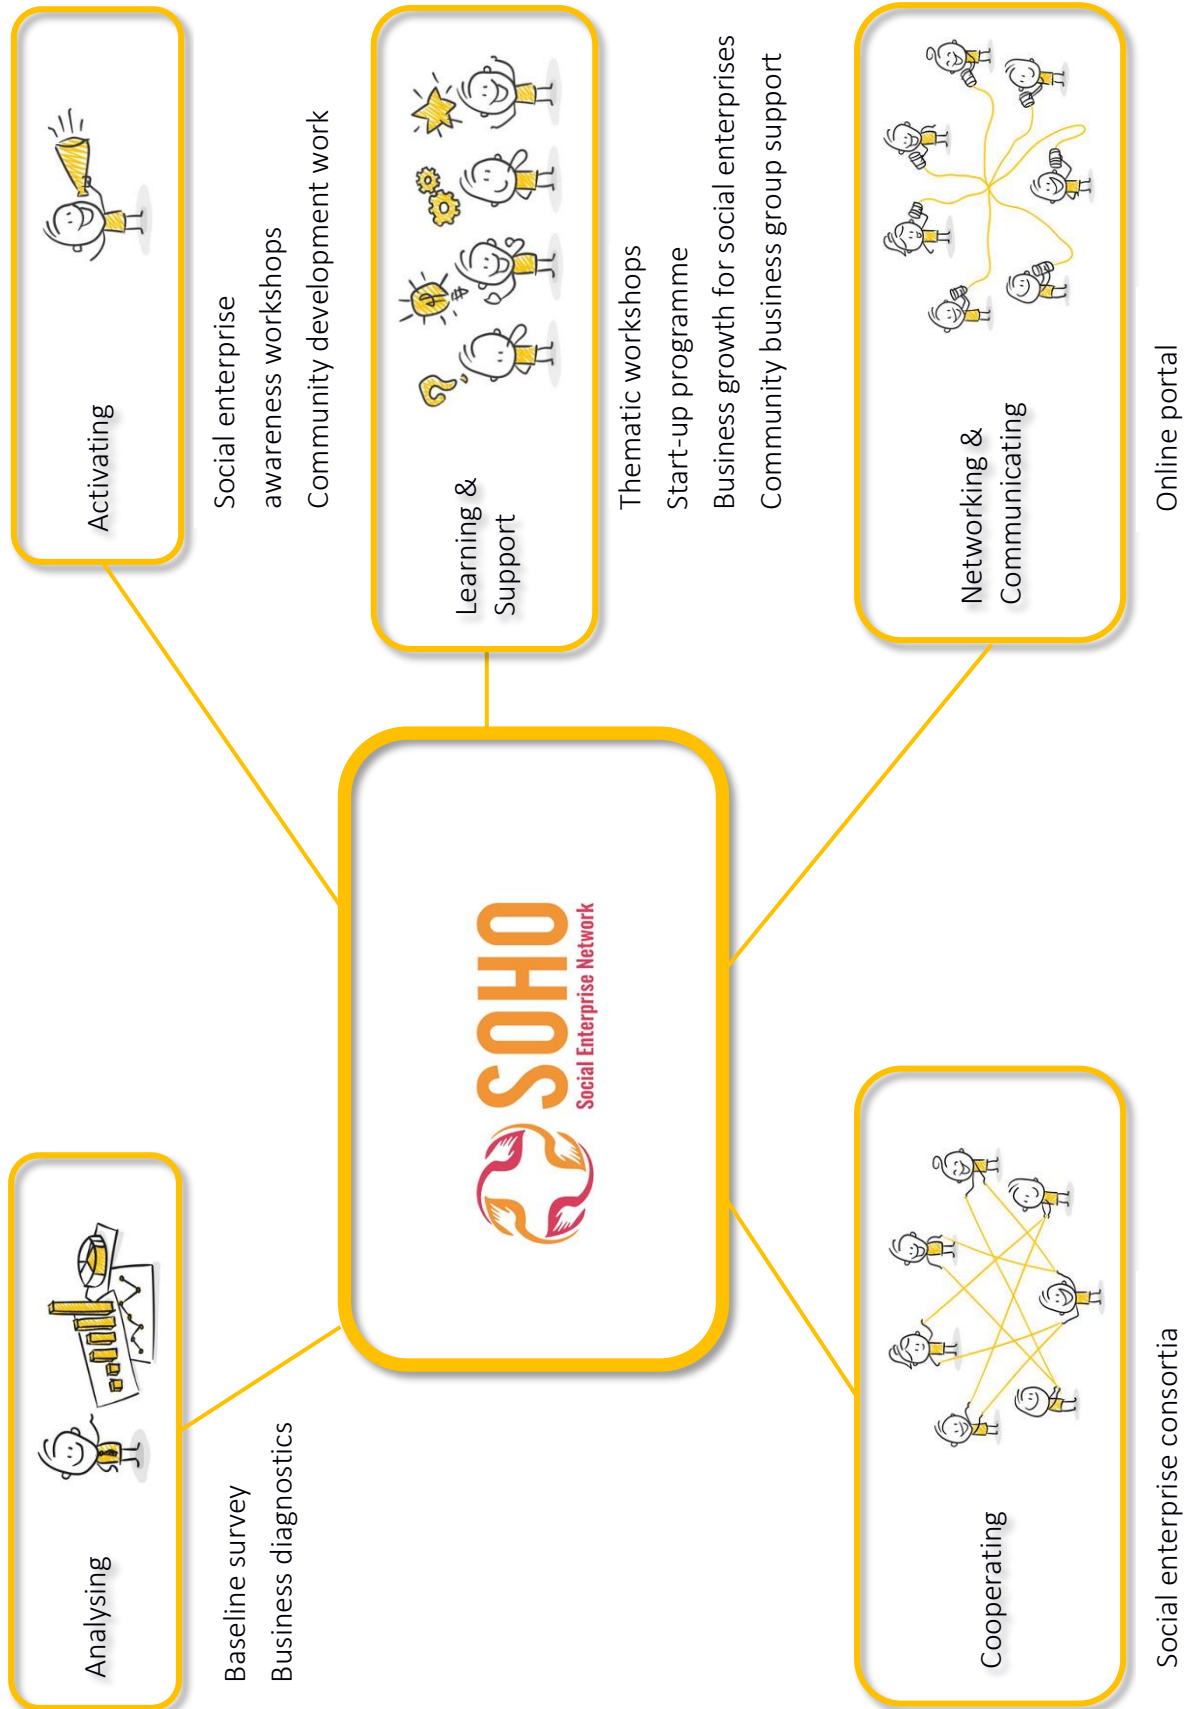 Analysing
Baseline survey
Business diagnostics
Activating
Social enterprise
awareness workshops
Community development work
SOHO
Social Enterprise Network
Learning &
Support
Thematic workshops
Start-up programme
Business growth for social enterprises
Community business group support
Cooperating
Social enterprise consortia
Networking &
Communicating
Online portal